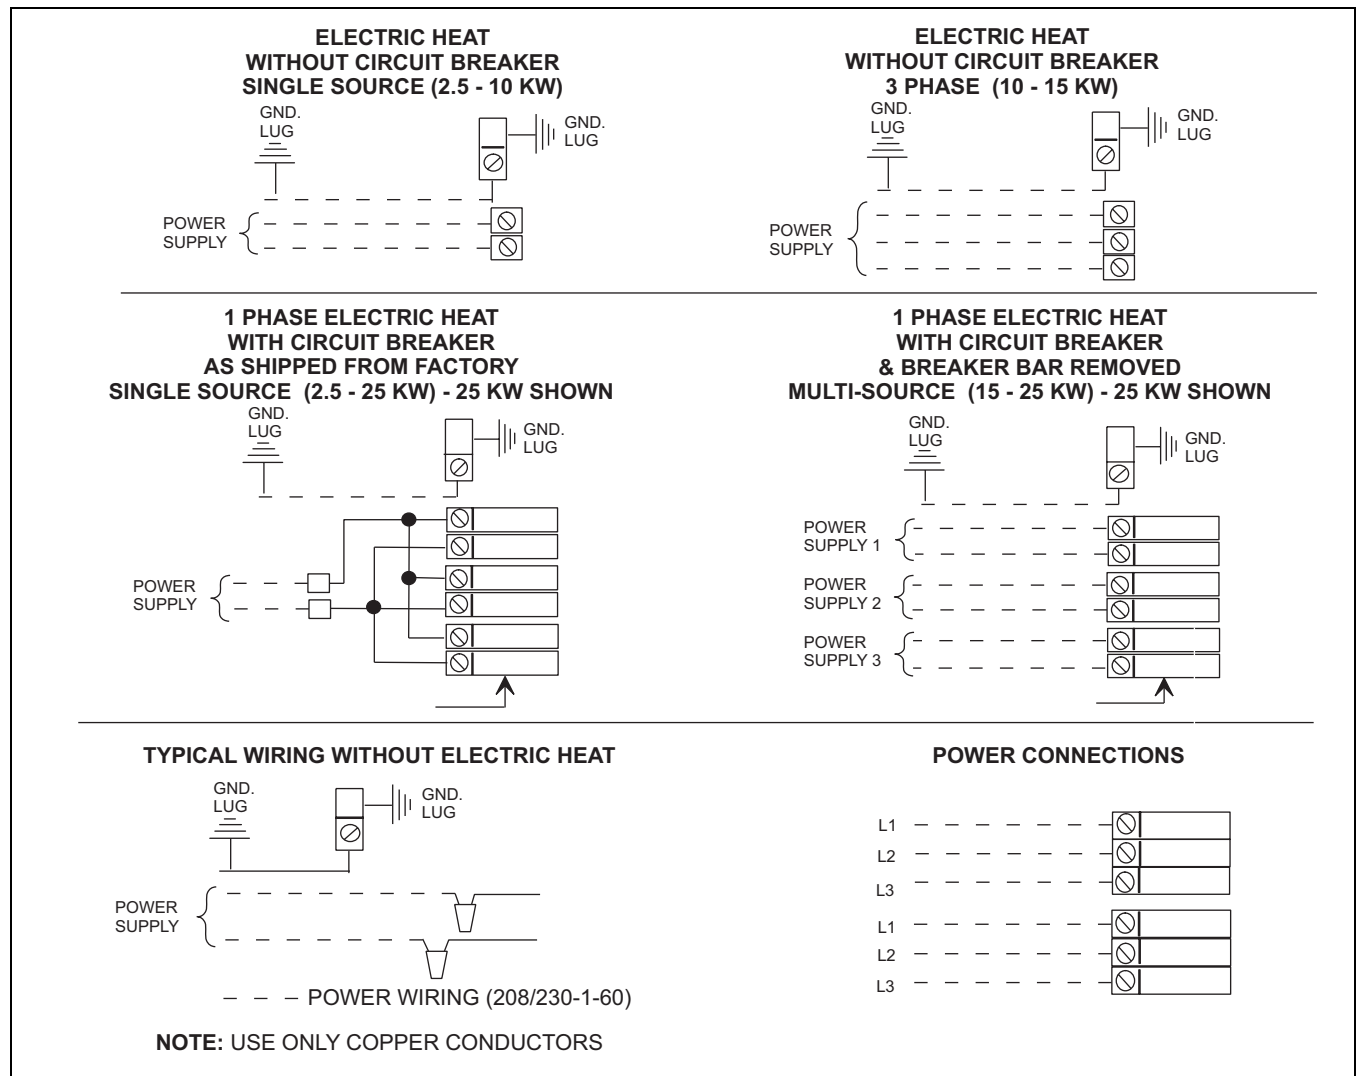 ELECTRIC HEAT
WITHOUT CIRCUIT BREAKER
SINGLE SOURCE (2.5 - 10 KW)
GND.
LUG
GND.
LUG
POWER
SUPPLY
ELECTRIC HEAT
WITHOUT CIRCUIT BREAKER
3 PHASE (10 - 15 KW)
GND.
LUG
GND.
LUG
POWER
SUPPLY
1 PHASE ELECTRIC HEAT
WITH CIRCUIT BREAKER
AS SHIPPED FROM FACTORY
SINGLE SOURCE (2.5 - 25 KW) - 25 KW SHOWN
GND.
LUG
GND.
LUG
POWER
SUPPLY
1 PHASE ELECTRIC HEAT
WITH CIRCUIT BREAKER
& BREAKER BAR REMOVED
MULTI-SOURCE (15 - 25 KW) - 25 KW SHOWN
GND.
LUG
GND.
LUG
POWER
SUPPLY 1
POWER
SUPPLY 2
POWER
SUPPLY 3
TYPICAL WIRING WITHOUT ELECTRIC HEAT
GND.
LUG
GND.
LUG
POWER
SUPPLY
— — — POWER WIRING (208/230-1-60)
NOTE: USE ONLY COPPER CONDUCTORS
POWER CONNECTIONS
L1
L2
L3
L1
L2
L3